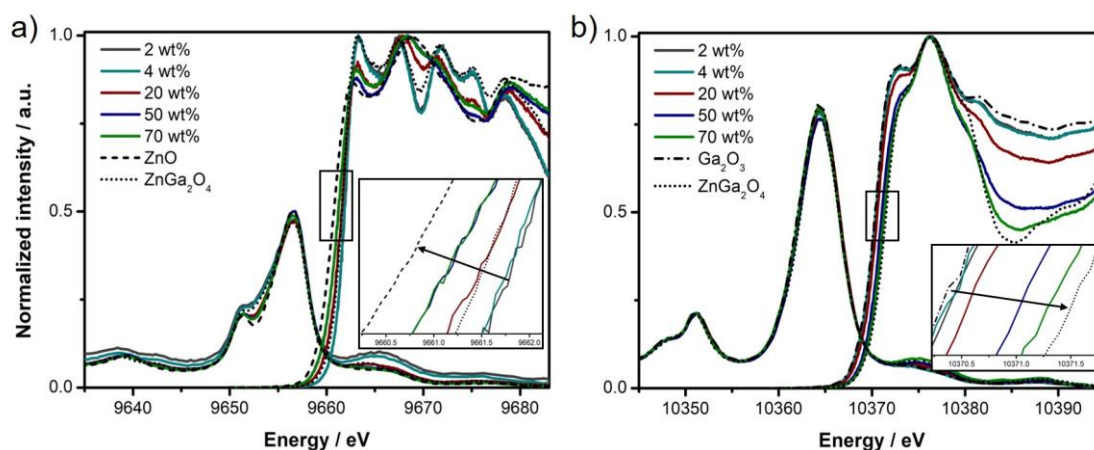 a)
1.0
2 wt%
4 wt%
20 wt%
50 wt%
70 wt%
ZnO
ZnGa₂O₄
0.5
0.0
Normalized intensity / a.u.
9660.5 9661.0 9661.5 9662.0
9640 9650 9660 9670 9680
Energy / eV
b)
1.0
2 wt%
4 wt%
20 wt%
50 wt%
70 wt%
Ga₂O₃
ZnGa₂O₄
0.5
0.0
Normalized intensity / a.u.
10370.5 10371.0 10371.5
10350 10360 10370 10380 10390
Energy / eV